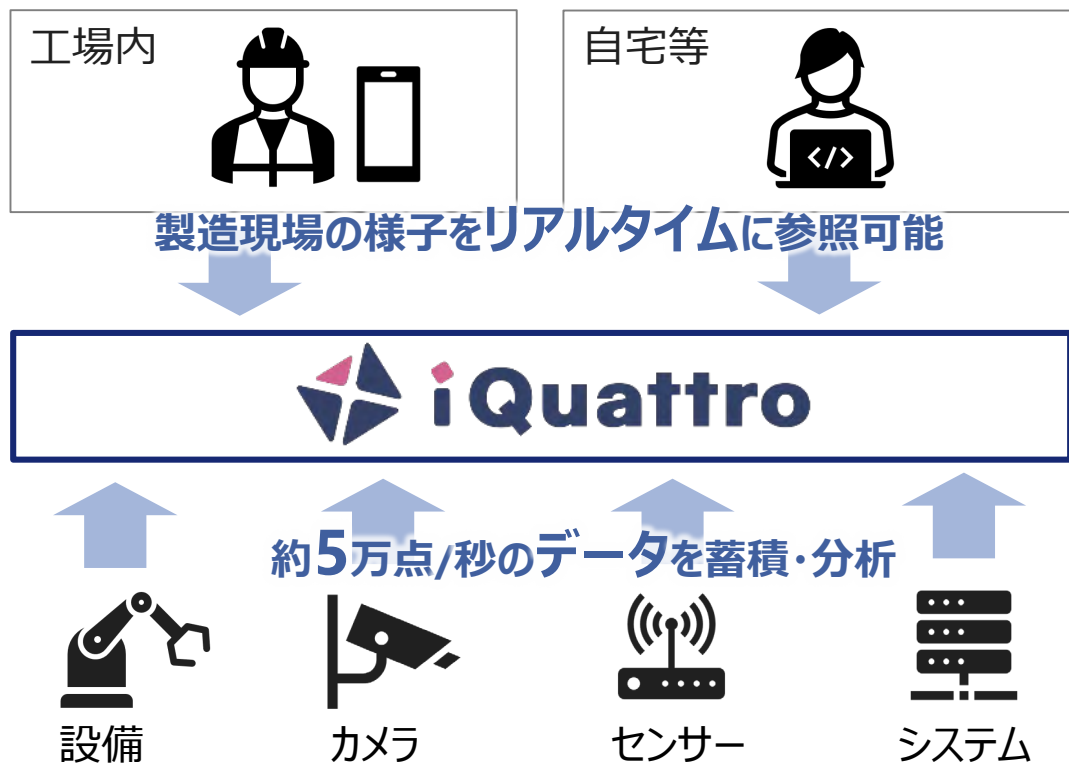 工場内
自宅等
</>
製造現場の様子をリアルタイムに参照可能
iQuattro
約5万点/秒のデータを蓄積・分析
設備
カメラ
センサー
システム